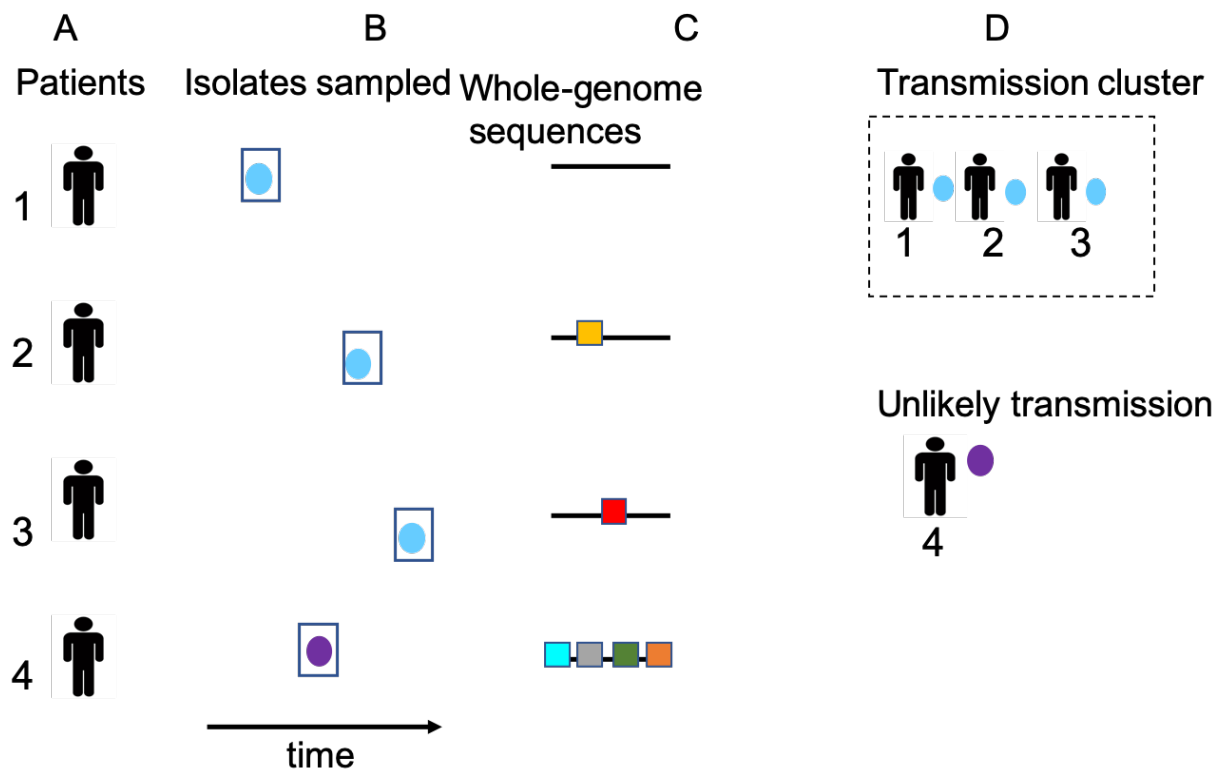 A
B
C
D
Patients
Isolates sampled
Whole-genome
sequences
Transmission cluster
1
2
3
4
1
2
3
Unlikely transmission
4
time